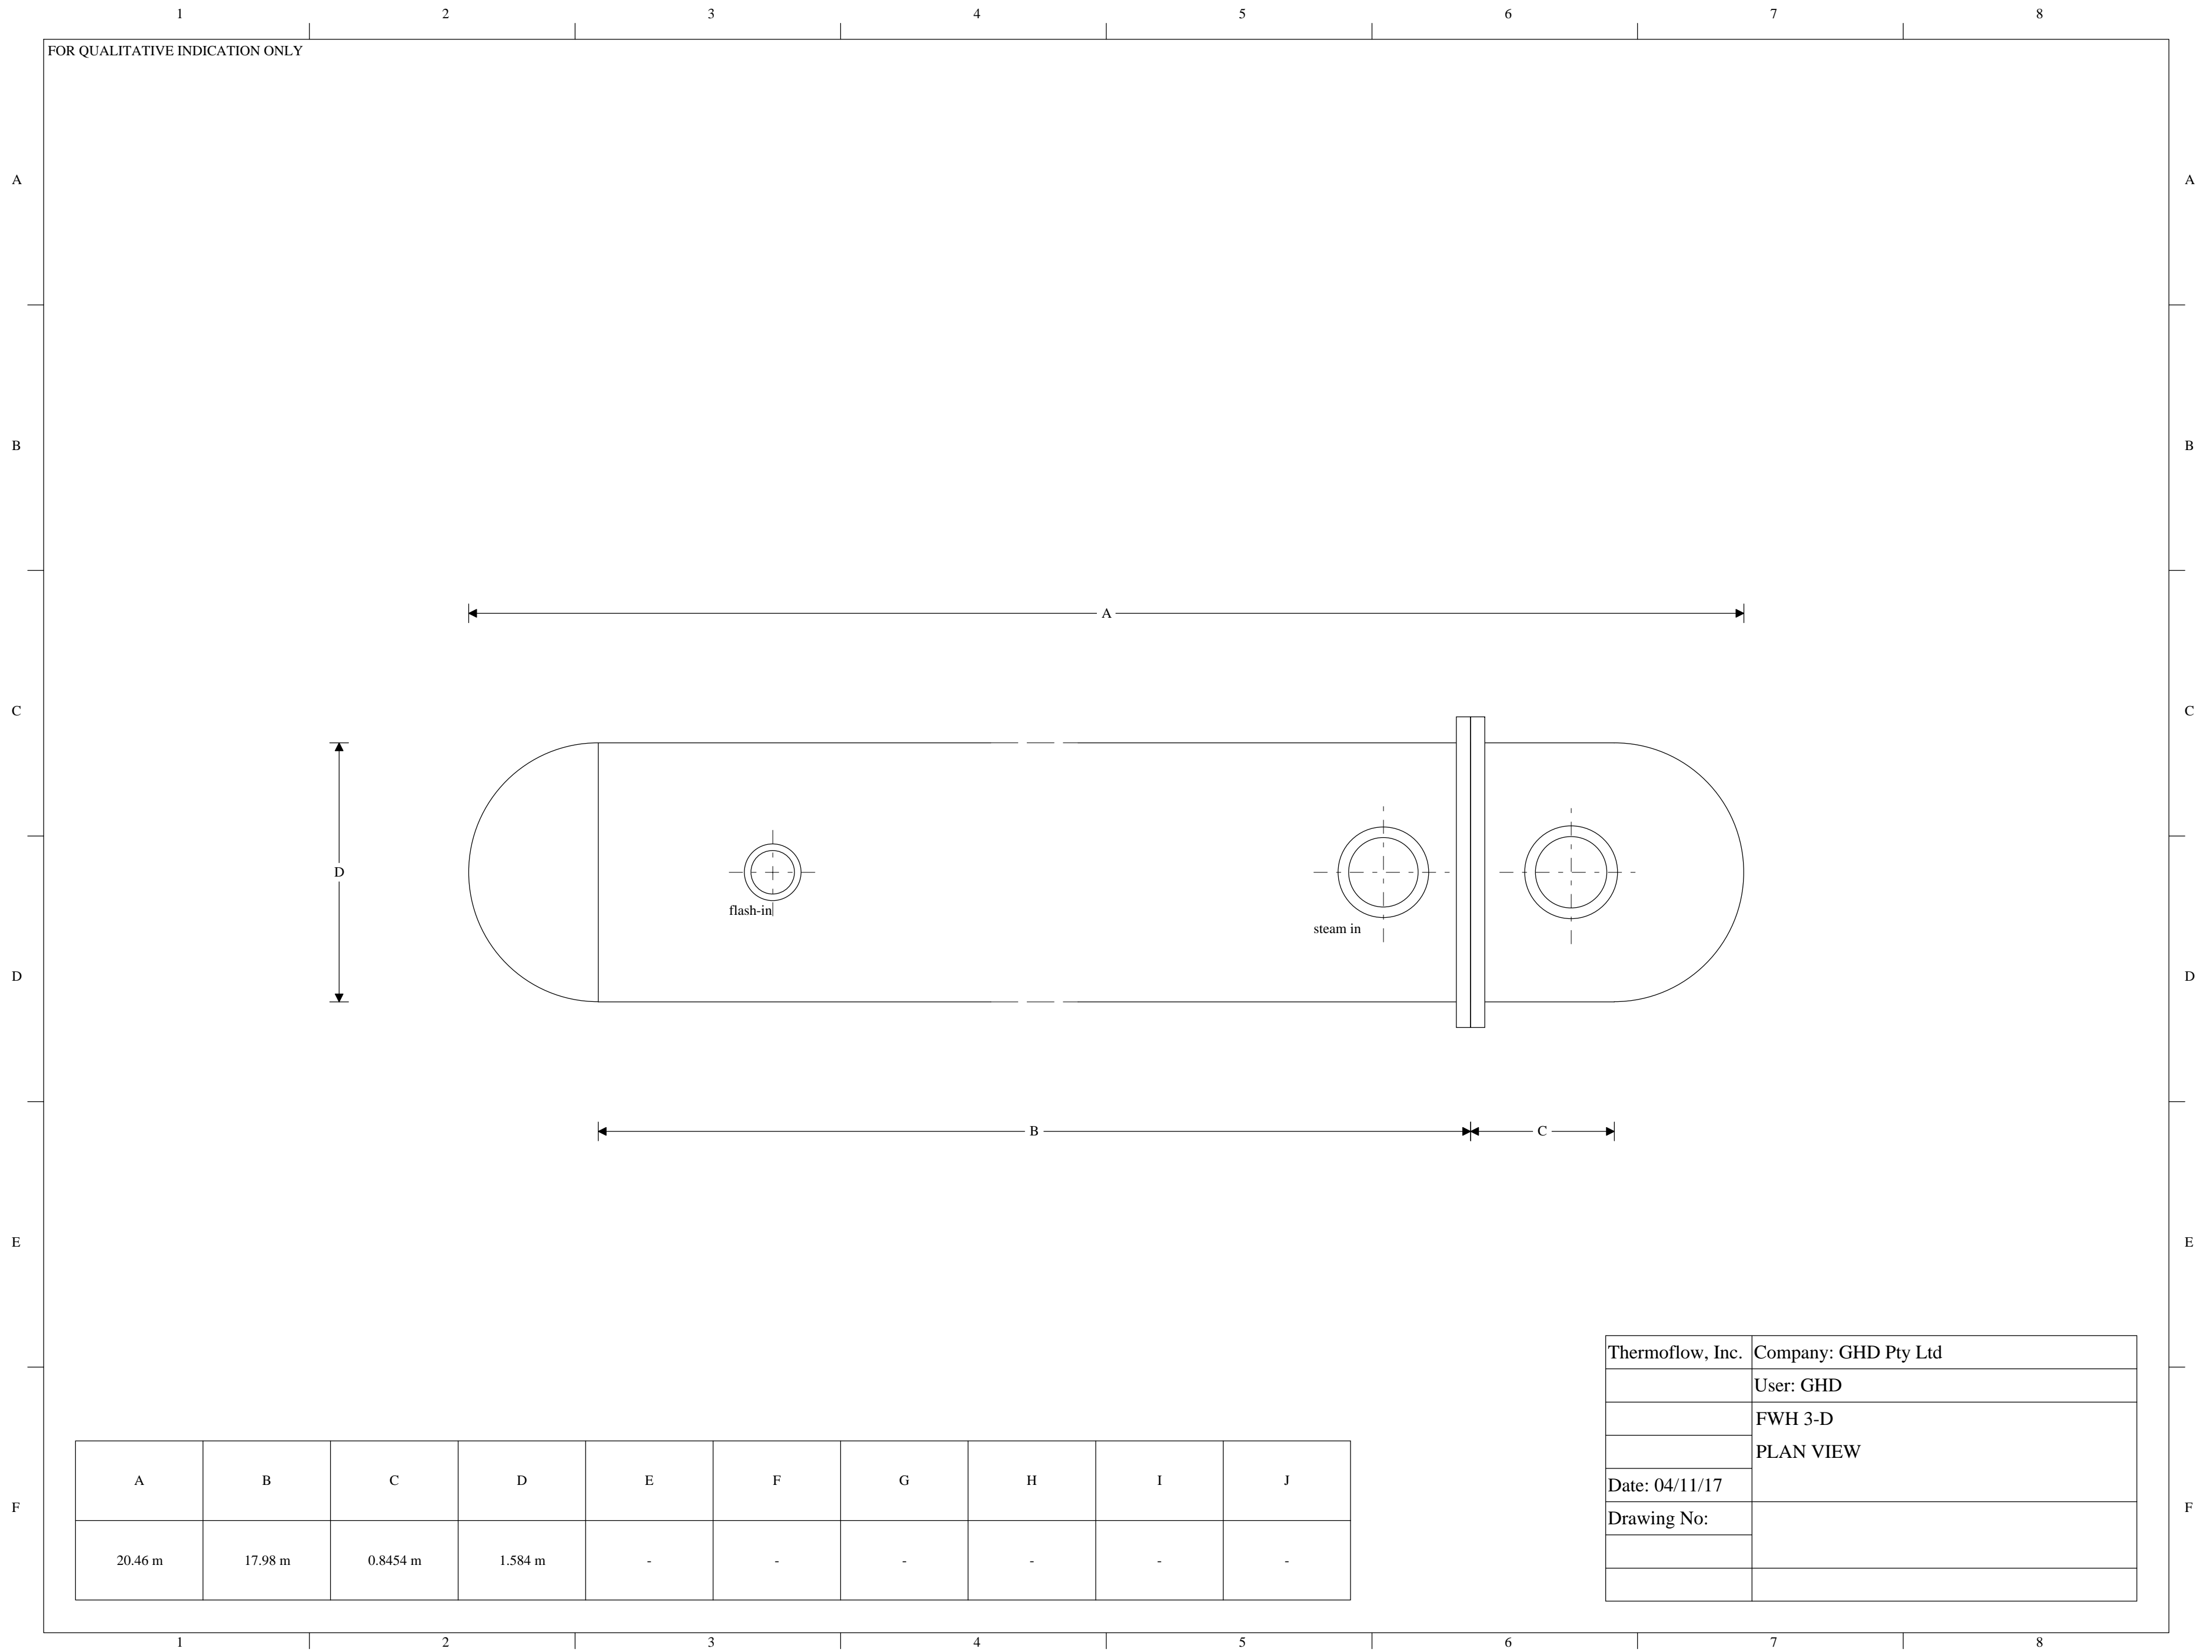 1 2 3 4 5 6 7 8
FOR QUALITATIVE INDICATION ONLY
A A
B B
A
C C
D
flash-in
steam in
D D
B C
E E
Thermoflow, Inc. Company: GHD Pty Ltd
User: GHD
FWH 3-D
PLAN VIEW
Date: 04/11/17
Drawing No:
A B C D E F G H I J
F F
20.46 m 17.98 m 0.8454 m 1.584 m - - - - - -
1 2 3 4 5 6 7 8